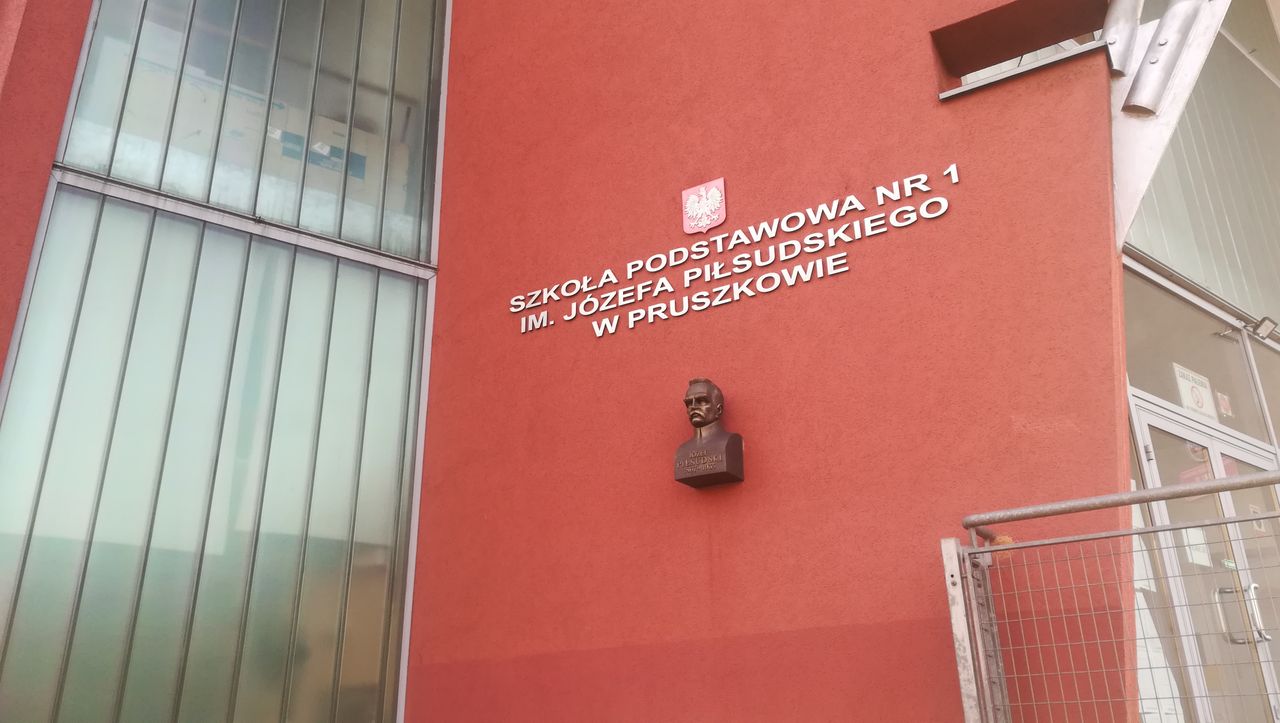 SZKOŁA PODSTAWOWA NR 1
IM. JÓZEFA PIŁSUDSKIEGO
W PRUSZKOWIE
JÓZEF
PIŁSUDSKI